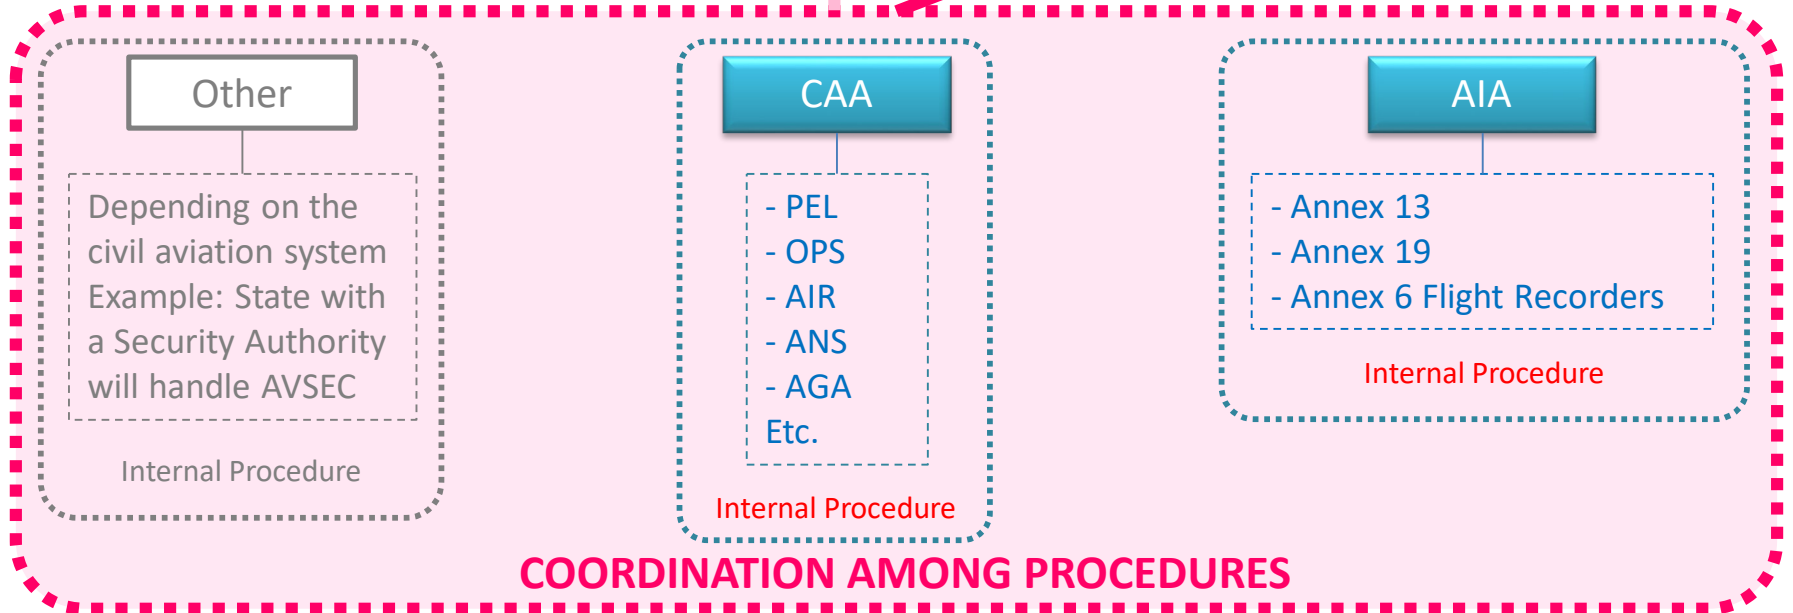 Other
Depending on the
civil aviation system
Example: State with
a Security Authority
will handle AVSEC
Internal Procedure
CAA
- PEL
- OPS
- AIR
- ANS
- AGA
Etc.
Internal Procedure
AIA
- Annex 13
- Annex 19
- Annex 6 Flight Recorders
Internal Procedure
COORDINATION AMONG PROCEDURES